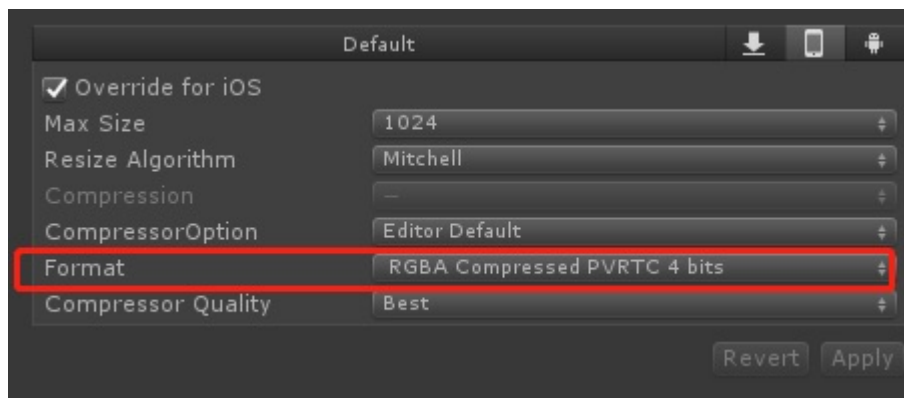 Default
Override for iOS
Max Size 1024
Resize Algorithm Mitchell
Compression —
CompressorOption Editor Default
Format RGBA Compressed PVRTC 4 bits
Compressor Quality Best
Revert Apply